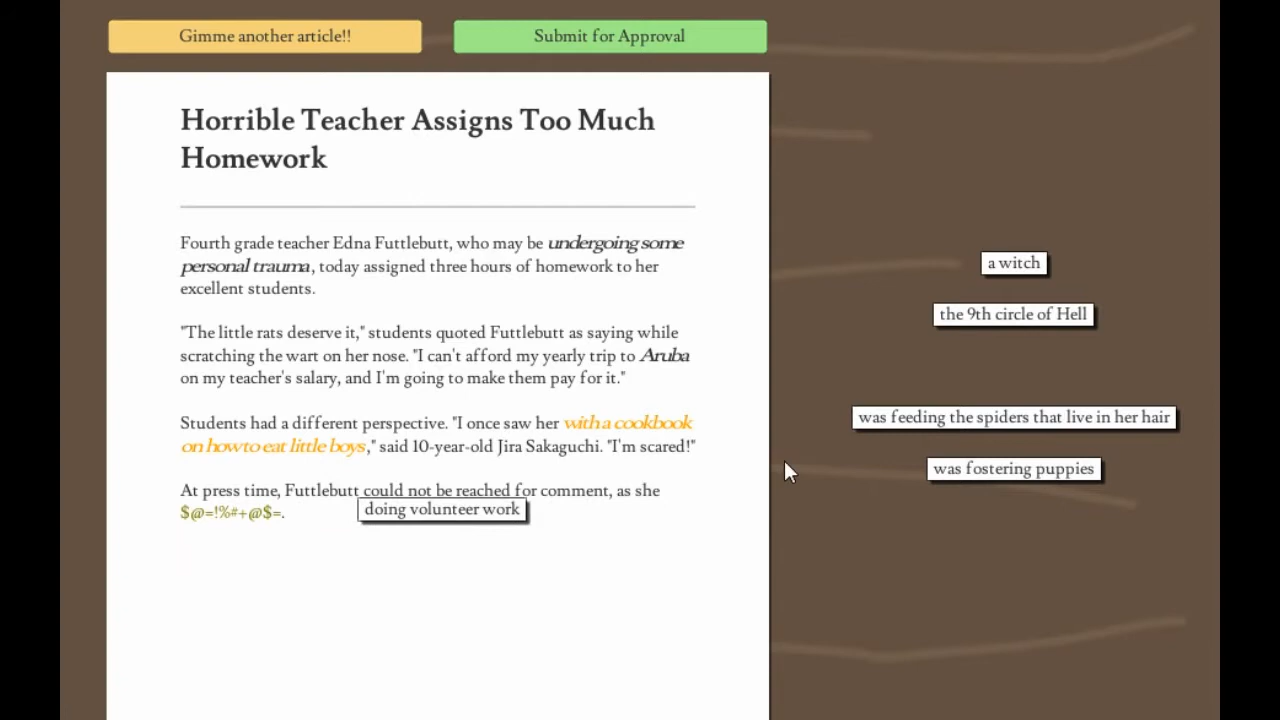 Gimme another article!!
Submit for Approval
Horrible Teacher Assigns Too Much
Homework
Fourth grade teacher Edna Futtlebutt, who may be undergoing some
personal trauma, today assigned three hours of homework to her
excellent students.
"The little rats deserve it," students quoted Futtlebutt as saying while
scratching the wart on her nose. "I can't afford my yearly trip to Aruba
on my teacher's salary, and I'm going to make them pay for it."
Students had a different perspective. "I once saw her with a cookbook
on how to eat little boys," said 10-year-old Jira Sakaguchi. "I'm scared!"
At press time, Futtlebutt could not be reached for comment, as she
$@=!%#+@$=.
doing volunteer work
a witch
the 9th circle of Hell
was feeding the spiders that live in her hair
was fostering puppies